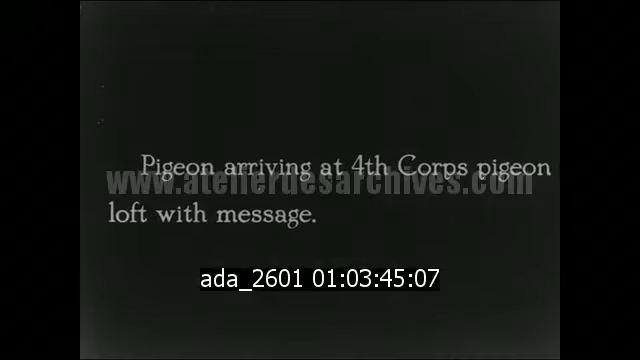 Pigeon arriving at 4th Corps pigeon
www.atelierdesarchives.com
loft with message.
ada_2601 01:03:45:07